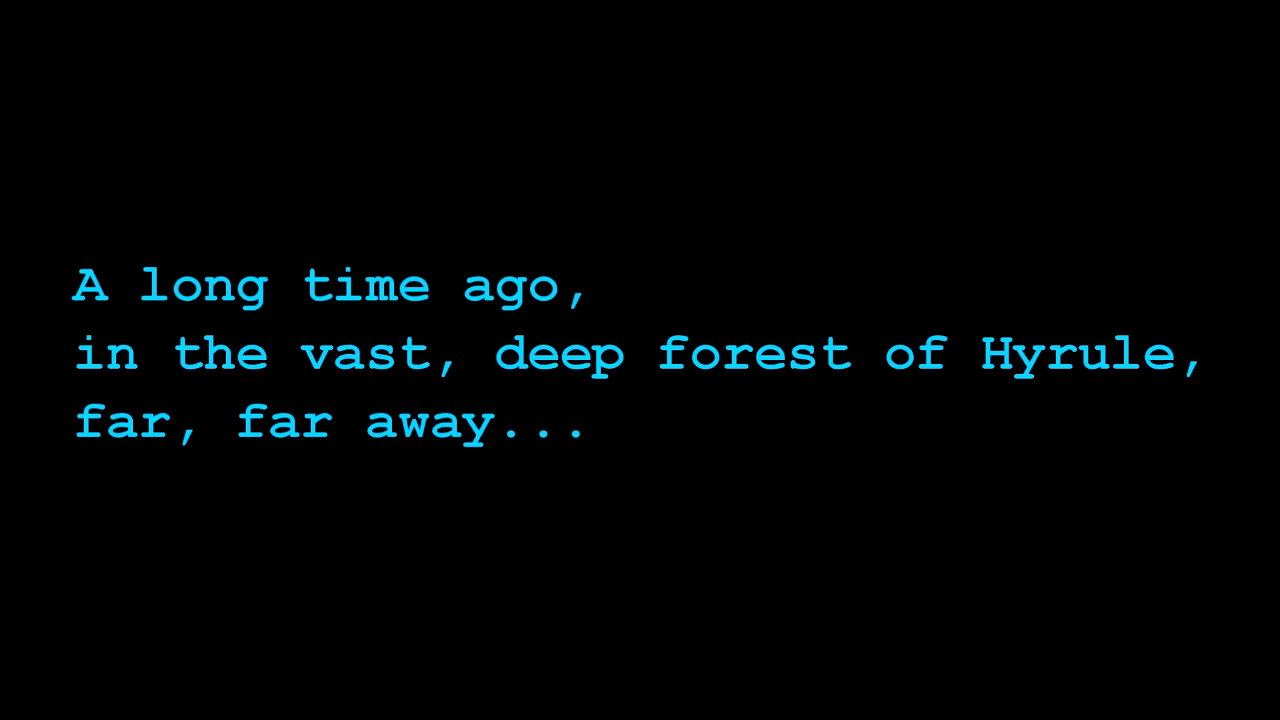 A long time ago,
in the vast, deep forest of Hyrule,
far, far away...